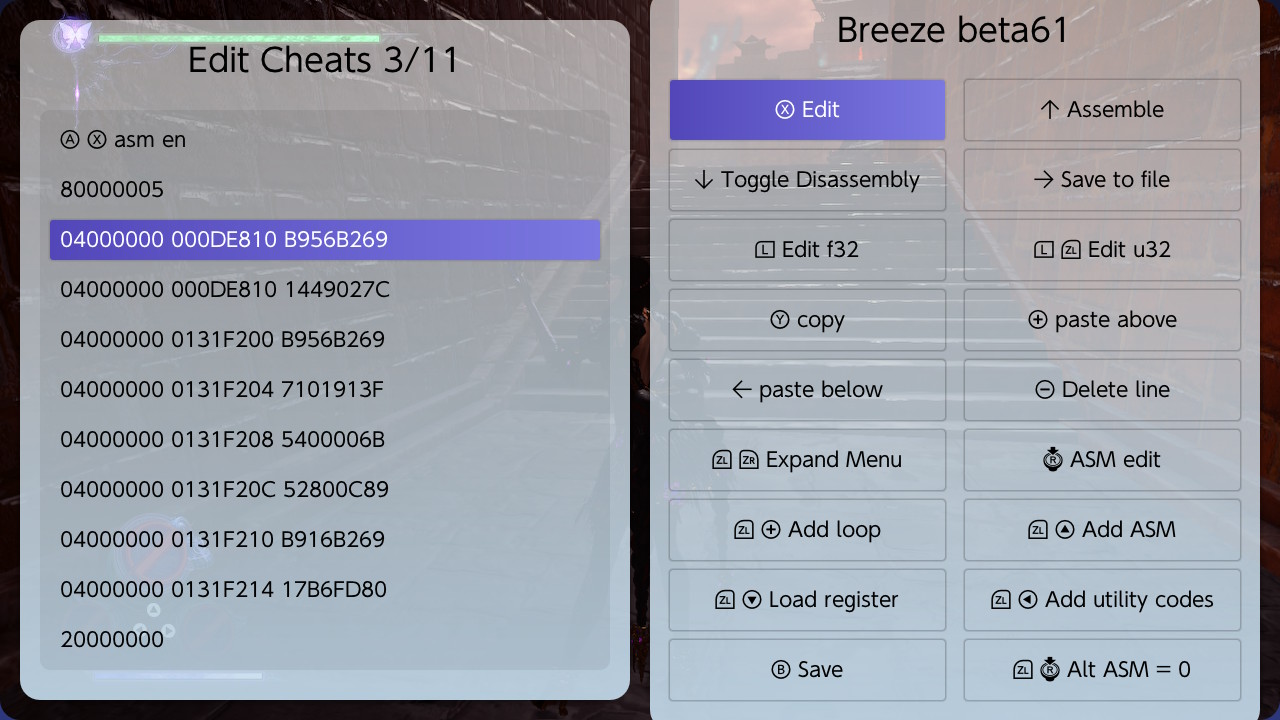 Edit Cheats 3/11
Ⓐ Ⓧ asm en
80000005
04000000 000DE810 B956B269
04000000 000DE810 1449027C
04000000 0131F200 B956B269
04000000 0131F204 7101913F
04000000 0131F208 5400006B
04000000 0131F20C 52800C89
04000000 0131F210 B916B269
04000000 0131F214 17B6FD80
20000000
Breeze beta61
Ⓧ Edit
↑ Assemble
↓ Toggle Disassembly
→ Save to file
L Edit f32
L ZL Edit u32
Ⓨ copy
⊕ paste above
← paste below
⊖ Delete line
ZL ZR Expand Menu
R ASM edit
ZL ⊕ Add loop
ZL ▲ Add ASM
ZL ▼ Load register
ZL ◀ Add utility codes
Ⓑ Save
ZL R Alt ASM = 0